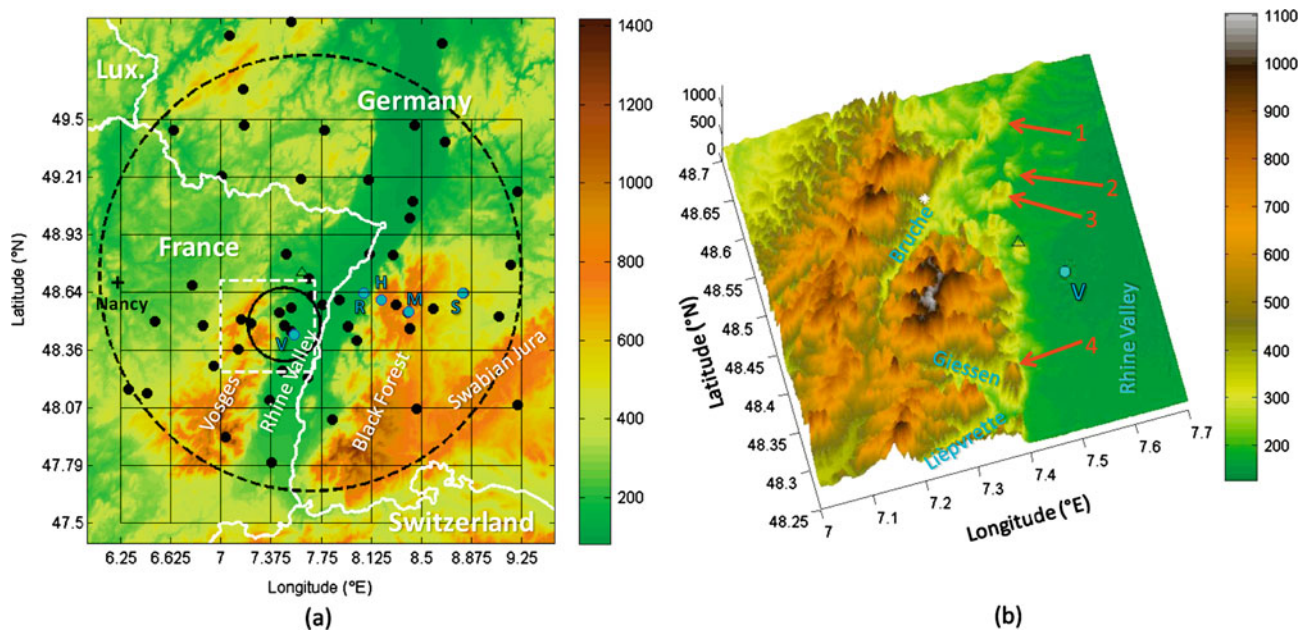 Lux.
Germany
France
Nancy
Vosges
Rhine Valley
Black Forest
Swabian Jura
Switzerland
V
R
H
M
S
49.5
49.21
48.93
48.64
48.36
48.07
47.79
47.5
Latitude (°N)
6.25 6.625 7 7.375 7.75 8.125 8.5 8.875 9.25
Longitude (°E)
1400
1200
1000
800
600
400
200
(a)
1000
500
0
48.7
48.65
48.6
48.55
48.5
48.45
48.4
48.35
48.3
48.25
Latitude (°N)
7 7.1 7.2 7.3 7.4 7.5 7.6 7.7
Longitude (°E)
Bruche
Giessen
Liepvrette
Rhine Valley
V
1
2
3
4
1100
1000
900
800
700
600
500
400
300
200
(b)